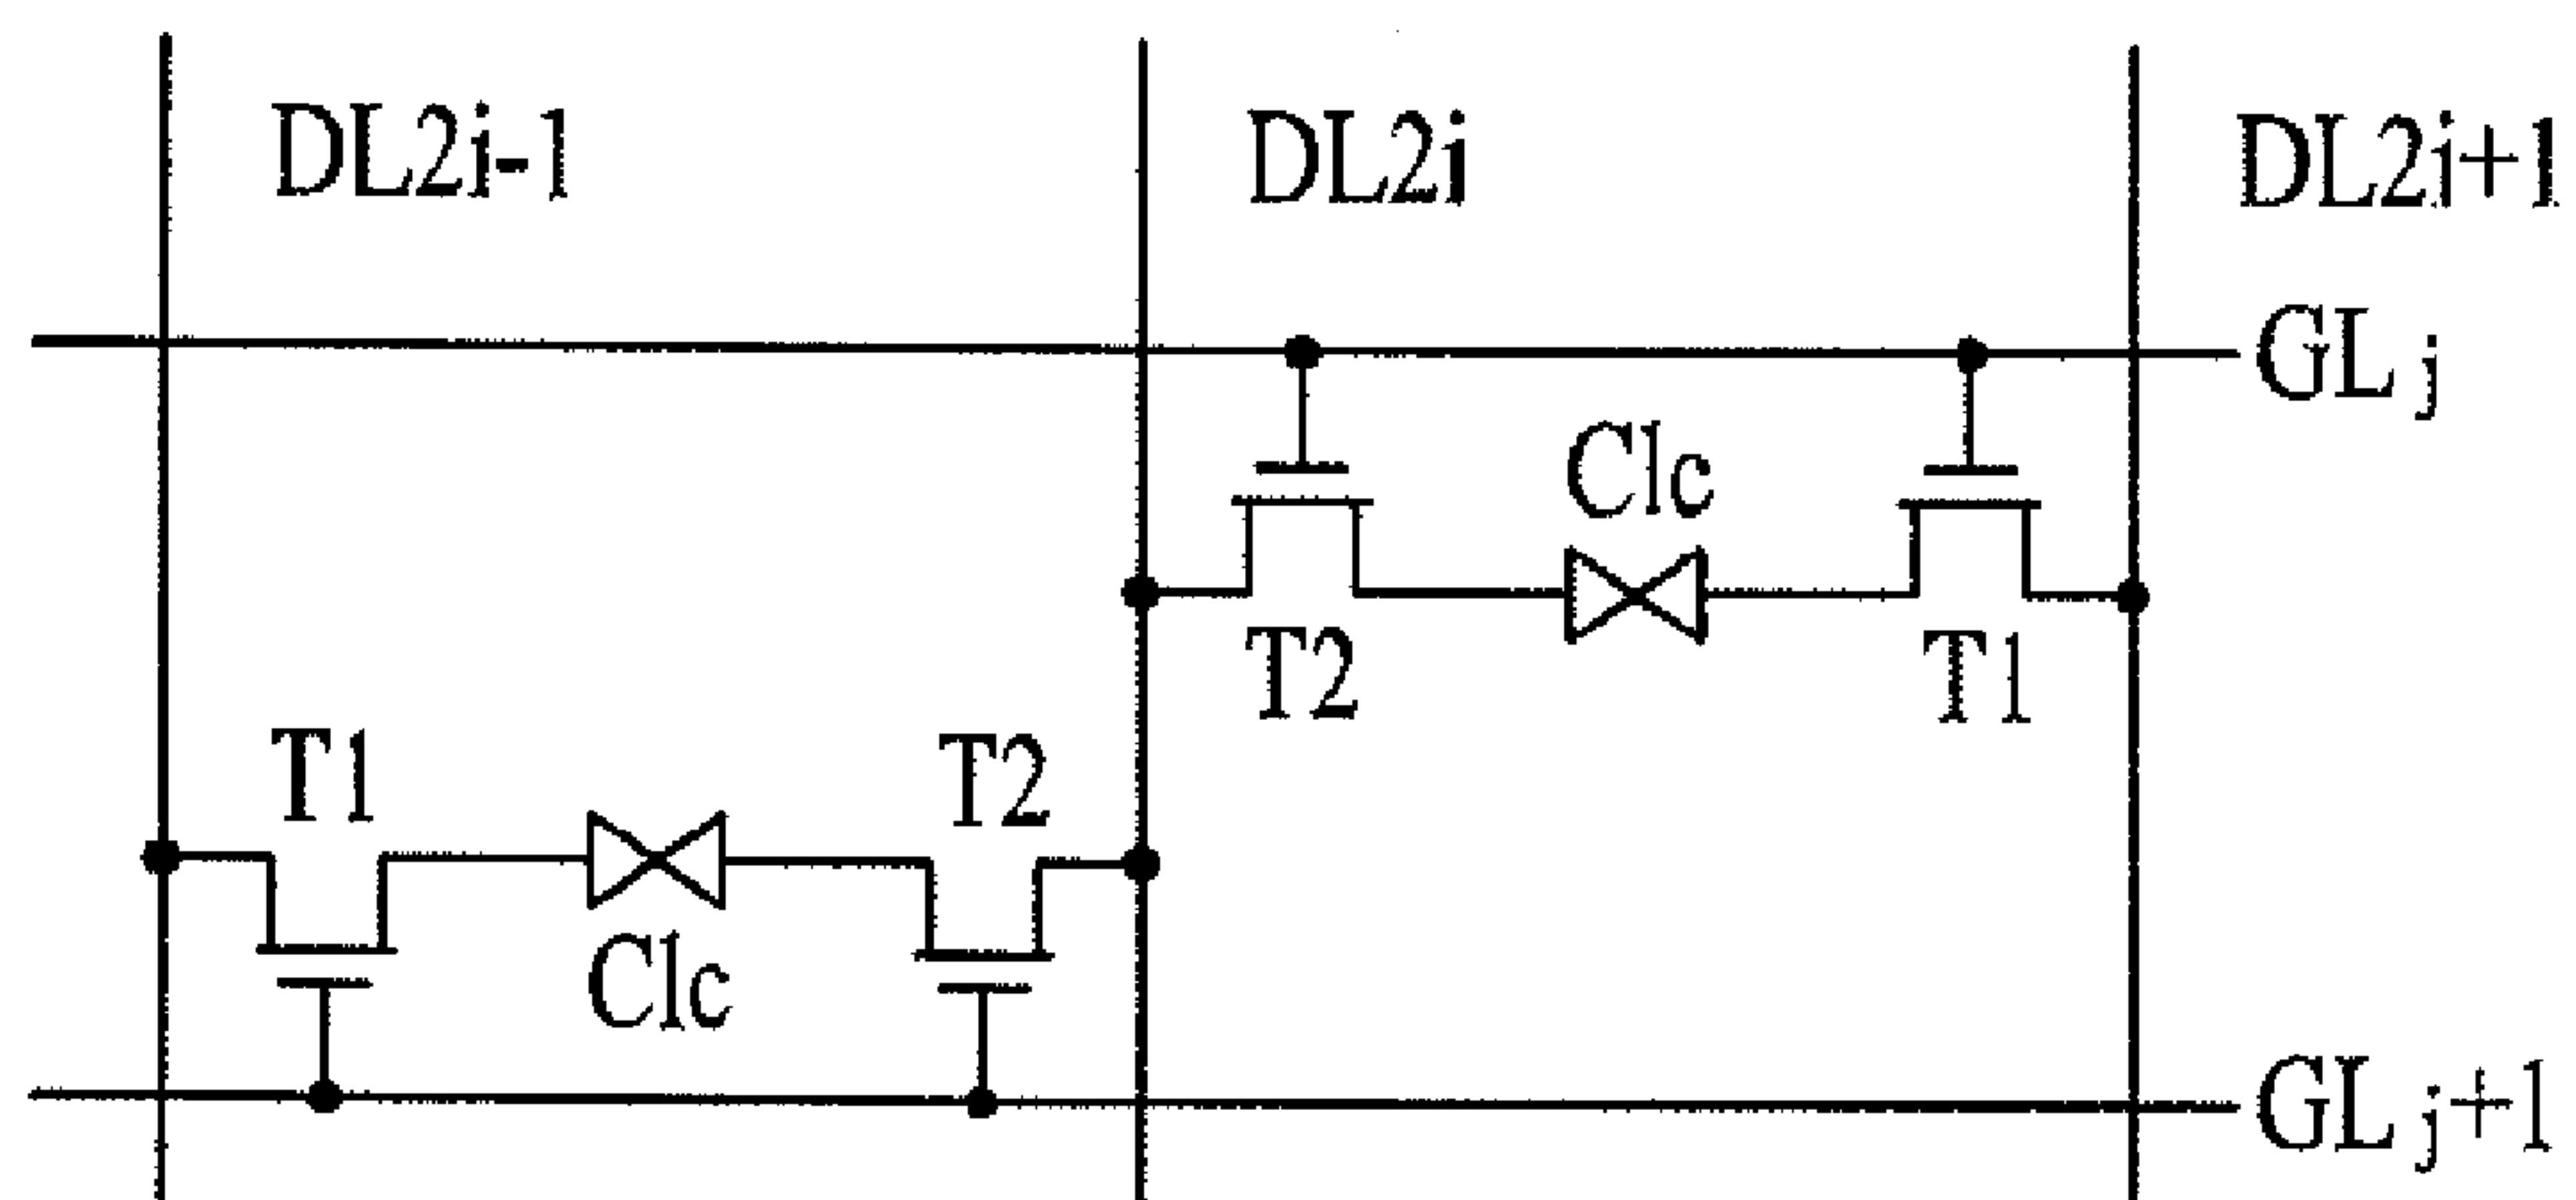 DL2i-1 DL2i DL2i+1
GL j
Clc
T2 T1
T1 T2
Clc
GL j+1